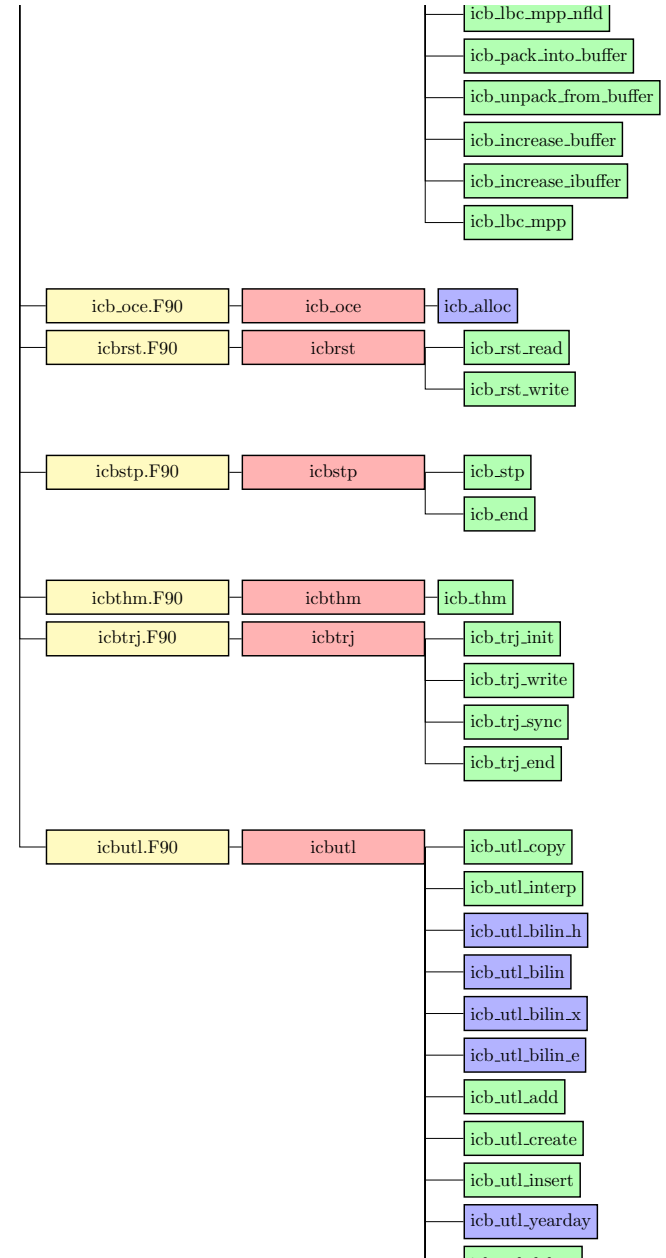 icb_lbc_mpp_nfld
icb_pack_into_buffer
icb_unpack_from_buffer
icb_increase_buffer
icb_increase_ibuffer
icb_lbc_mpp
icb_oce.F90 icb_oce icb_alloc
icbrst.F90 icbrst icb_rst_read
icb_rst_write
icbstp.F90 icbstp icb_stp
icb_end
icbthm.F90 icbthm icb_thm
icbtrj.F90 icbtrj icb_trj_init
icb_trj_write
icb_trj_sync
icb_trj_end
icbutl.F90 icbutl icb_utl_copy
icb_utl_interp
icb_utl_bilin_h
icb_utl_bilin
icb_utl_bilin_x
icb_utl_bilin_e
icb_utl_add
icb_utl_create
icb_utl_insert
icb_utl_yearday